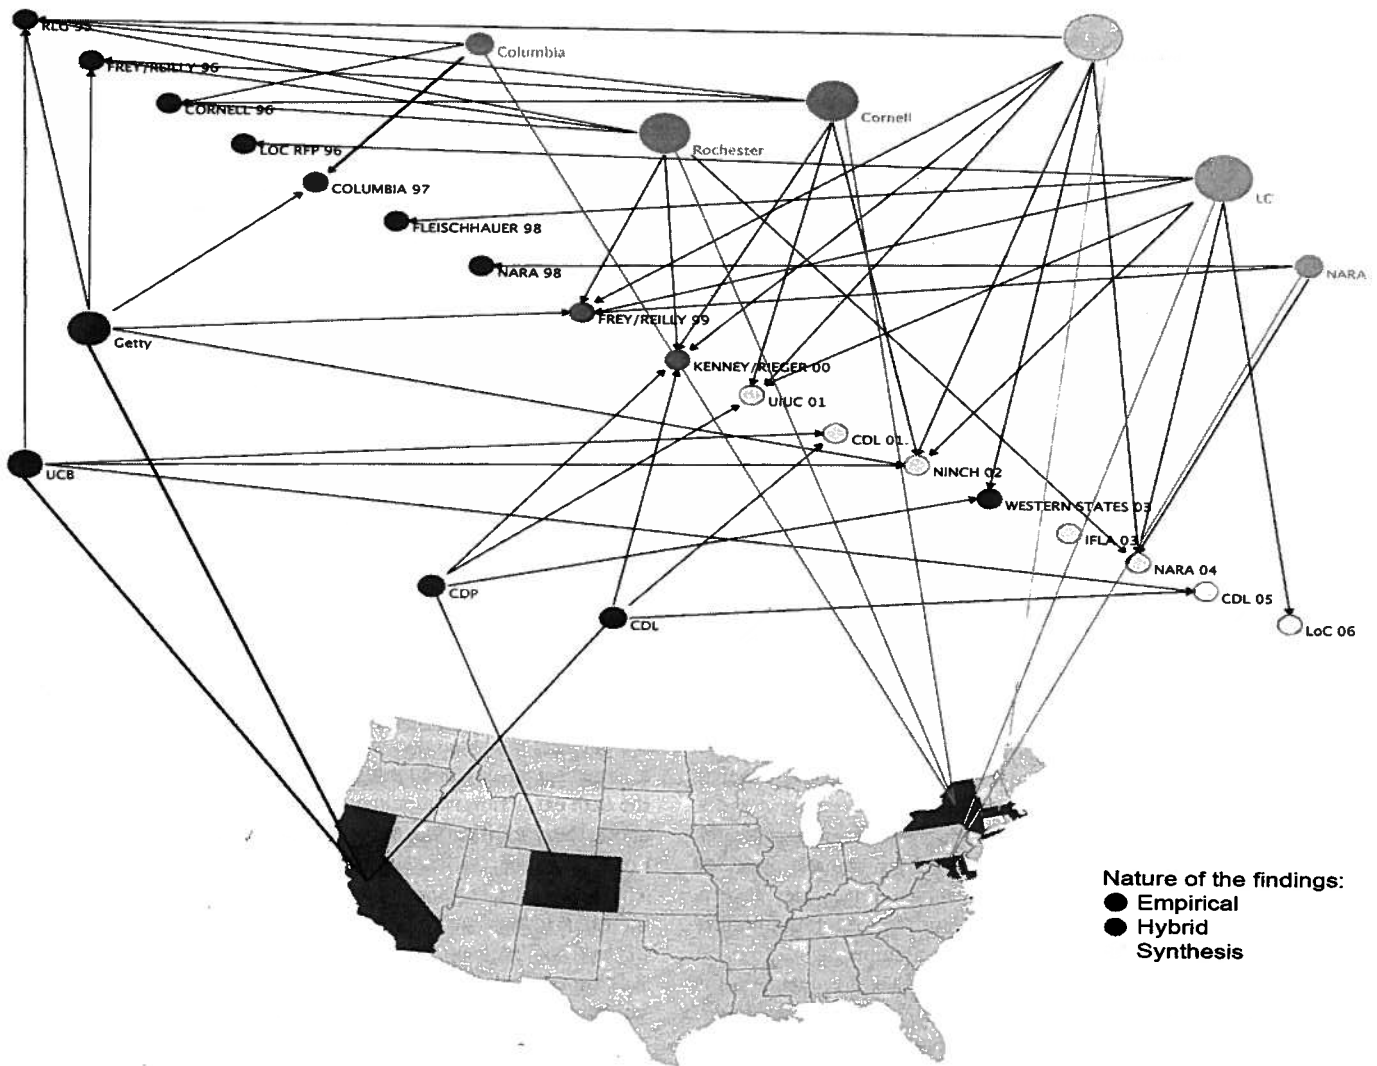 RLG 95
Columbia
FREY/REILLY 96
CORNELL 96
Cornell
Rochester
LOC RFP 96
COLUMBIA 97
LC
FLEISCHHAUER 98
NARA 98
NARA
FREY/REILLY 99
Getty
KENNEY/RIEGER 00
UIUC 01
CDL 01
NINCH 02
UCB
WESTERN STATES 03
IFLA 03
NARA 04
CDP
CDL 05
CDL
LoC 06
Nature of the findings:
Empirical
Hybrid
Synthesis